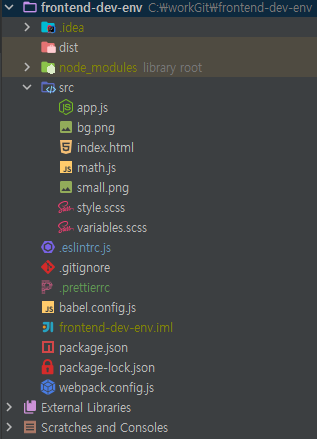 frontend-dev-env C:₩workGit₩frontend-dev-env
.idea
dist
node_modules library root
src
app.js
bg.png
index.html
math.js
small.png
style.scss
variables.scss
.eslintrc.js
.gitignore
.prettierrc
babel.config.js
frontend-dev-env.iml
package.json
package-lock.json
webpack.config.js
External Libraries
Scratches and Consoles